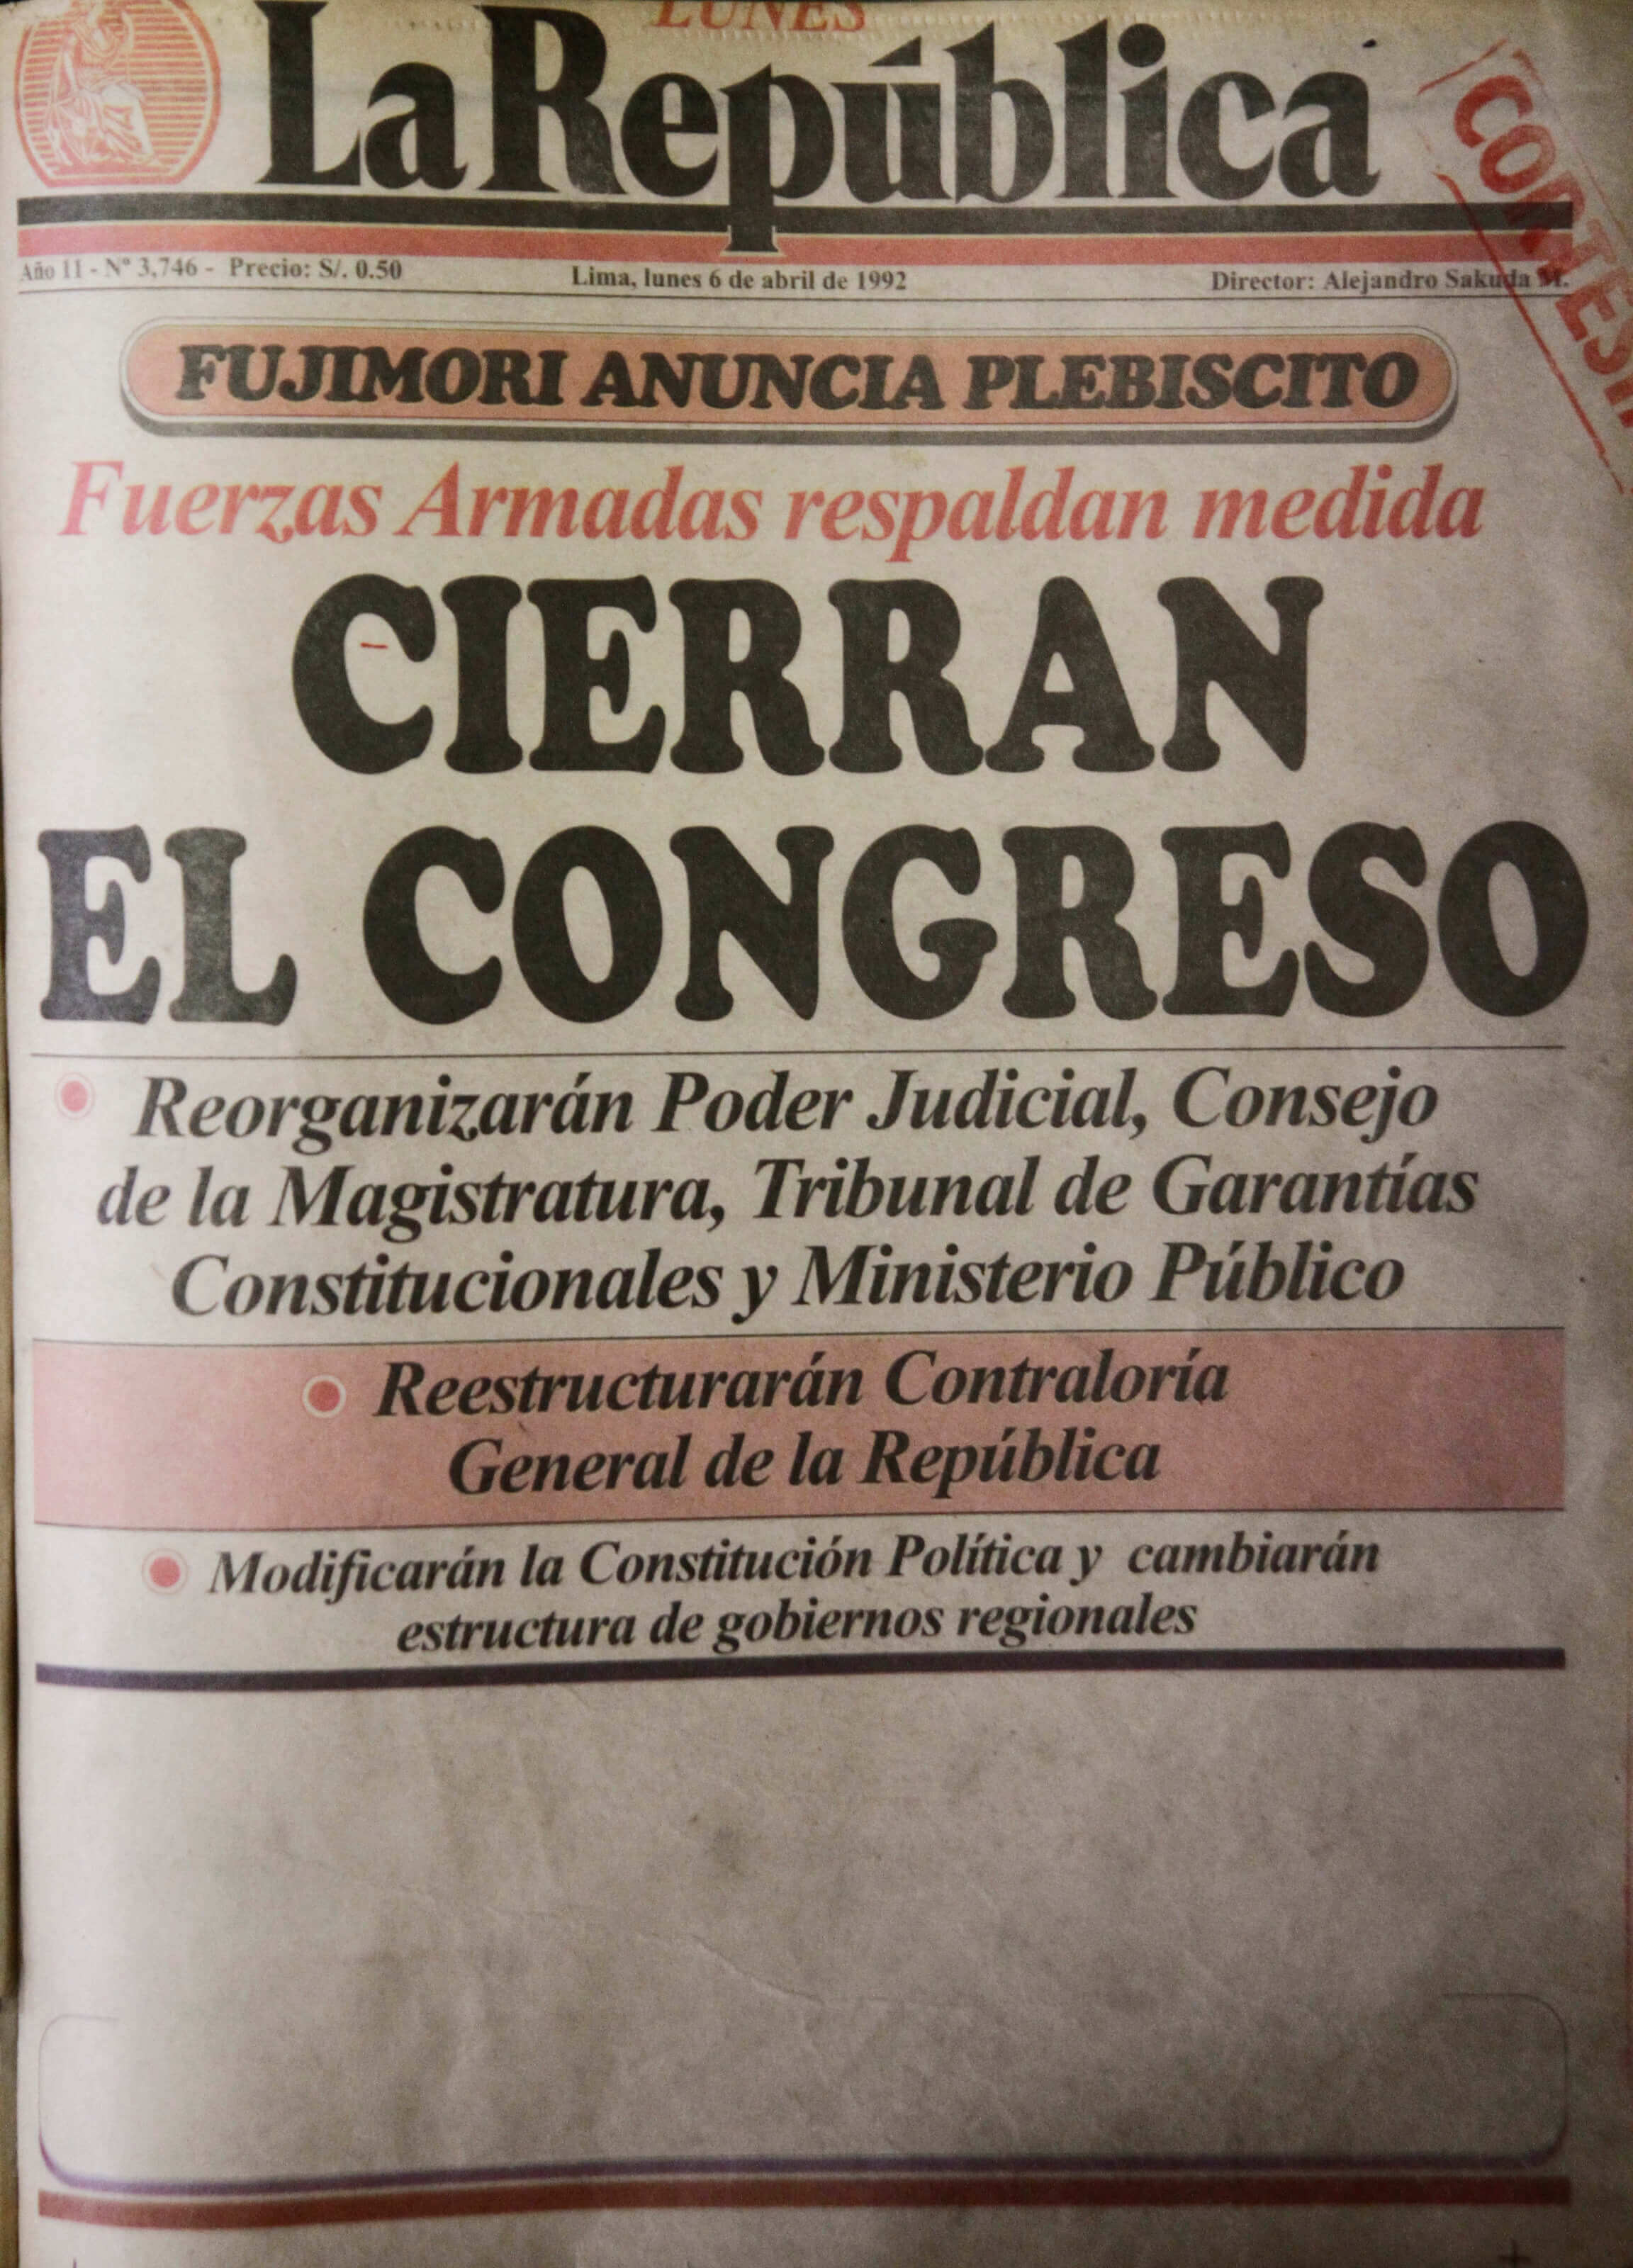 LUNES
La República
Año 11 - Nº 3,746 - Precio: S/. 0.50
Lima, lunes 6 de abril de 1992
Director: Alejandro Sakuda M.
FUJIMORI ANUNCIA PLEBISCITO
Fuerzas Armadas respaldan medida
CIERRAN
EL CONGRESO
Reorganizarán Poder Judicial, Consejo
de la Magistratura, Tribunal de Garantías
Constitucionales y Ministerio Público
Reestructurarán Contraloría
General de la República
Modificarán la Constitución Política y cambiarán
estructura de gobiernos regionales